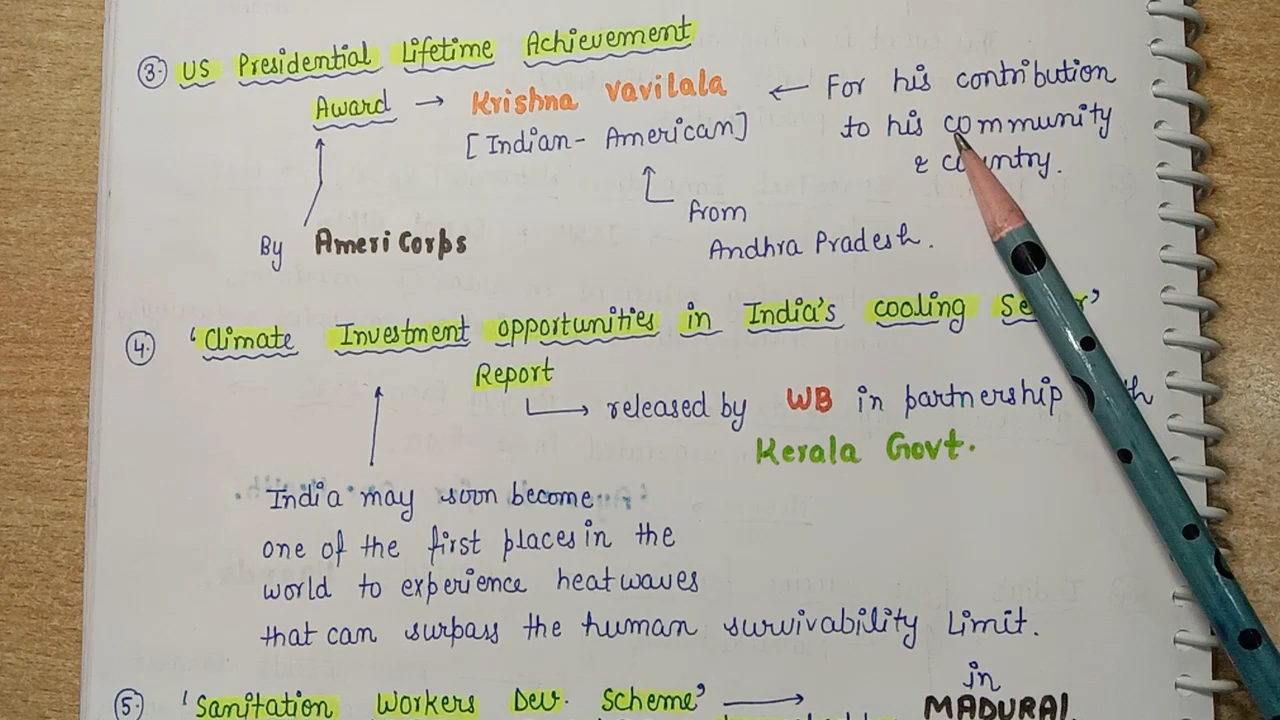 3. US Presidential Lifetime Achievement
Award → Krishna Vavilala ← For his contribution
[Indian-American] to his community
& country.
from
Andhra Pradesh.
By AmeriCorps
4. 'Climate Investment opportunities in India's cooling
Report
released by WB in partnership
Kerala Govt.
India may soon become
one of the first places in the
world to experience heatwaves
that can surpass the human survivability Limit.
in
5. 'Sanitation Workers Dev. Scheme' → MADURAI